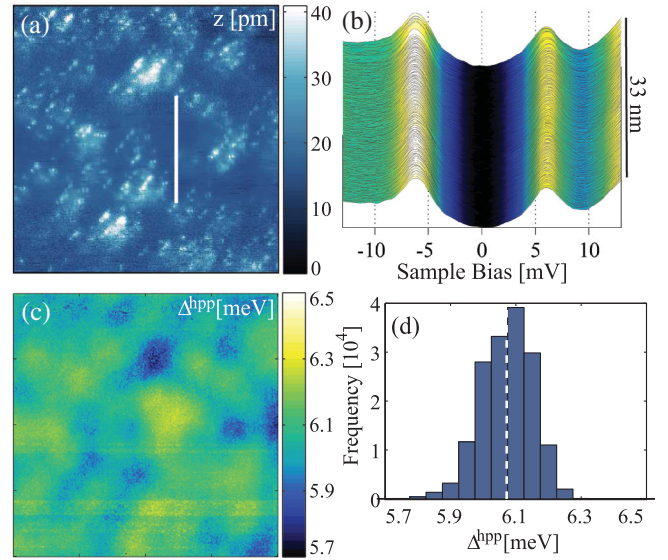 (a)
z [pm]
40
30
20
10
0
(b)
33 nm
-10
-5
0
5
10
Sample Bias [mV]
(c)
Δhpp[meV]
6.5
6.3
6.1
5.9
5.7
(d)
Frequency [10⁴]
4
3
2
1
0
5.7
5.9
6.1
6.3
6.5
Δhpp[meV]